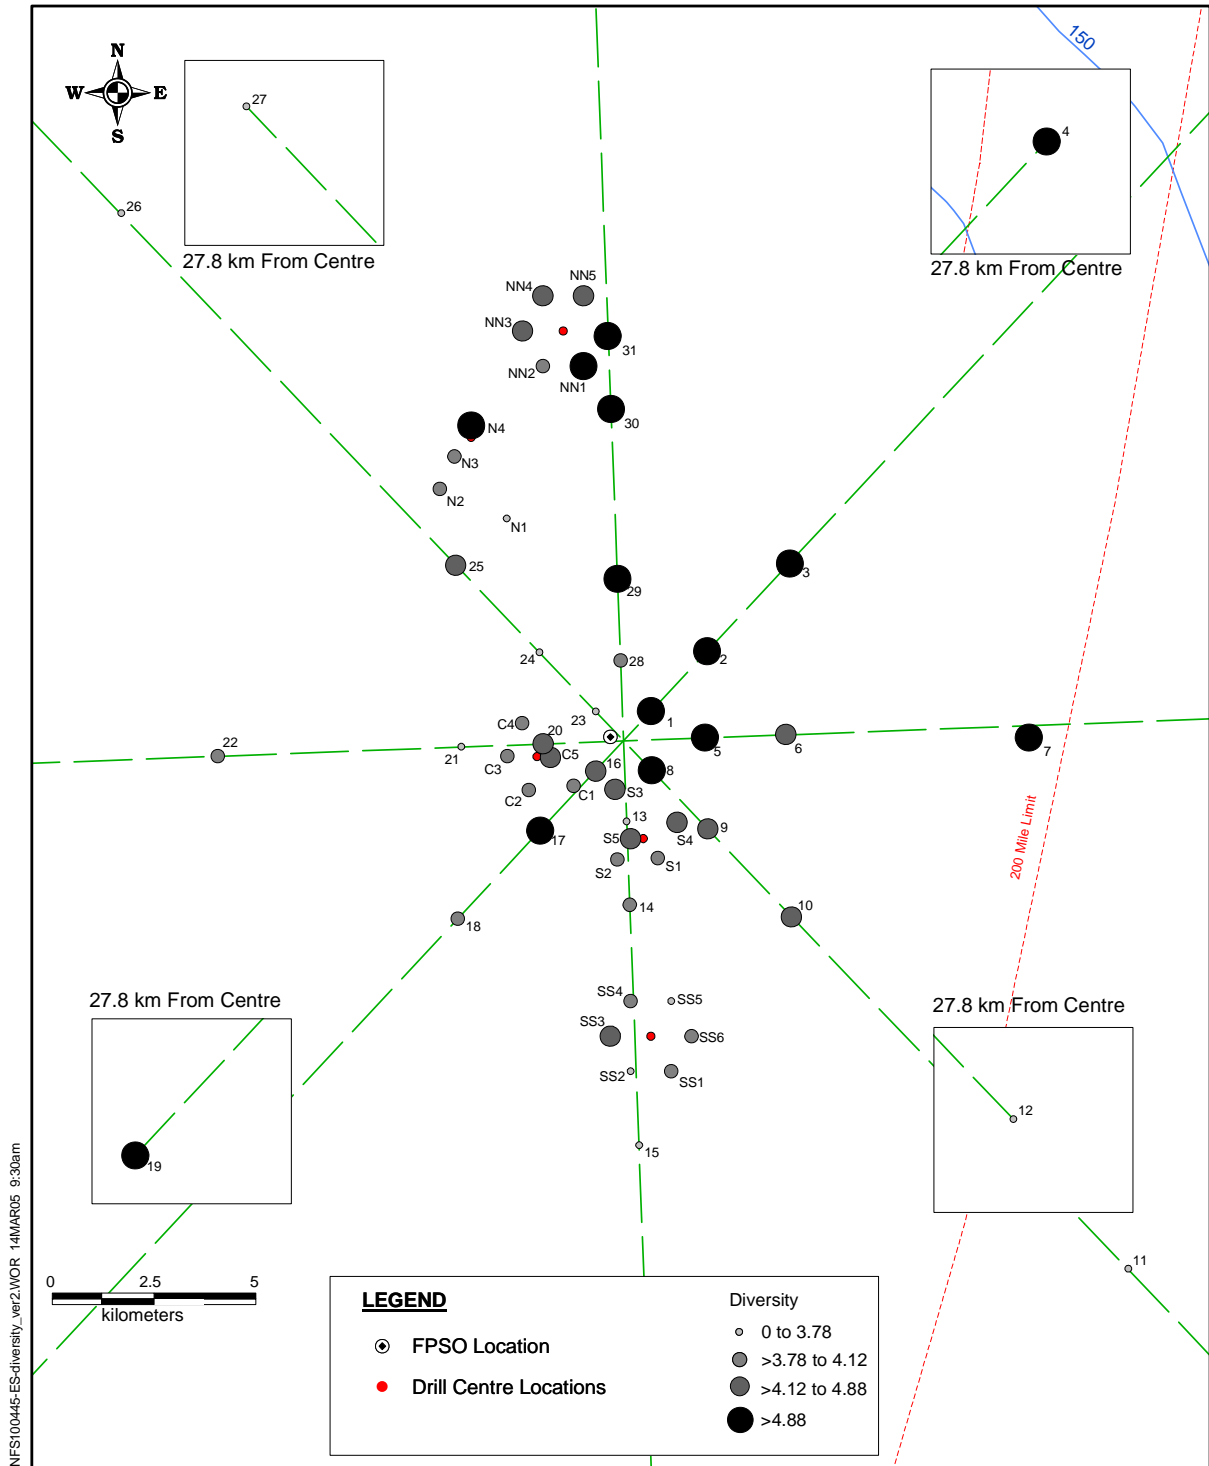 150
N
W E
S
27
4
26
27.8 km From Centre
27.8 km From Centre
NN4
NN5
NN3
31
NN2
NN1
30
N4
N3
N2
N1
25
3
29
24
2
28
23
1
C4
20
22
21
C3
C5
5
6
7
16
8
C2
C1
S3
13
17
S5
S4
9
S2
S1
200 Mile Limit
14
18
10
27.8 km From Centre
27.8 km From Centre
SS4
SS5
SS3
SS6
SS2
SS1
12
15
19
11
0 2.5 5
kilometers
LEGEND
FPSO Location
Drill Centre Locations
Diversity
0 to 3.78
>3.78 to 4.12
>4.12 to 4.88
>4.88
NFS100445-ES-diversity_ver2.WOR 14MAR05 9:30am